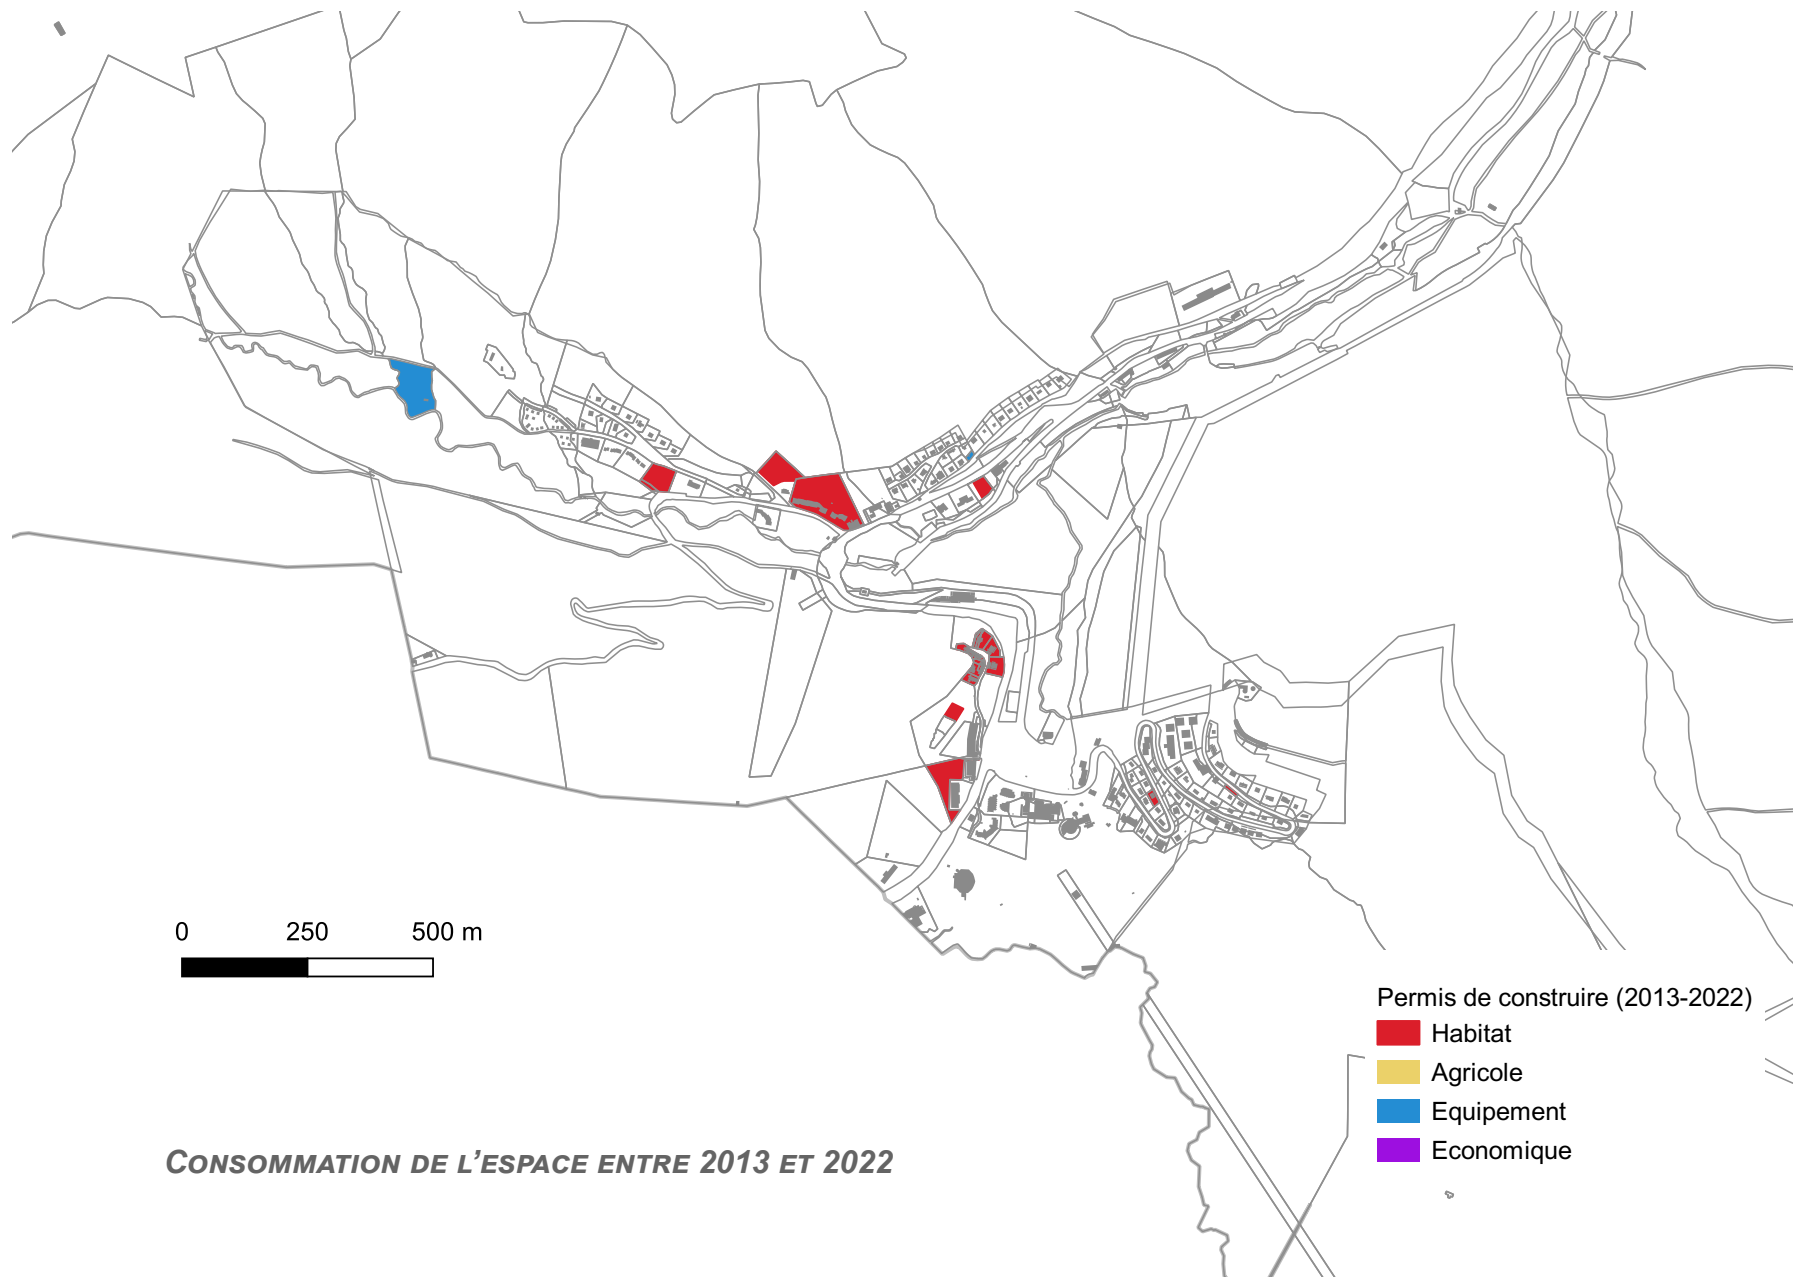 0 250 500 m
Permis de construire (2013-2022)
Habitat
Agricole
Equipement
Economique
CONSOMMATION DE L'ESPACE ENTRE 2013 ET 2022